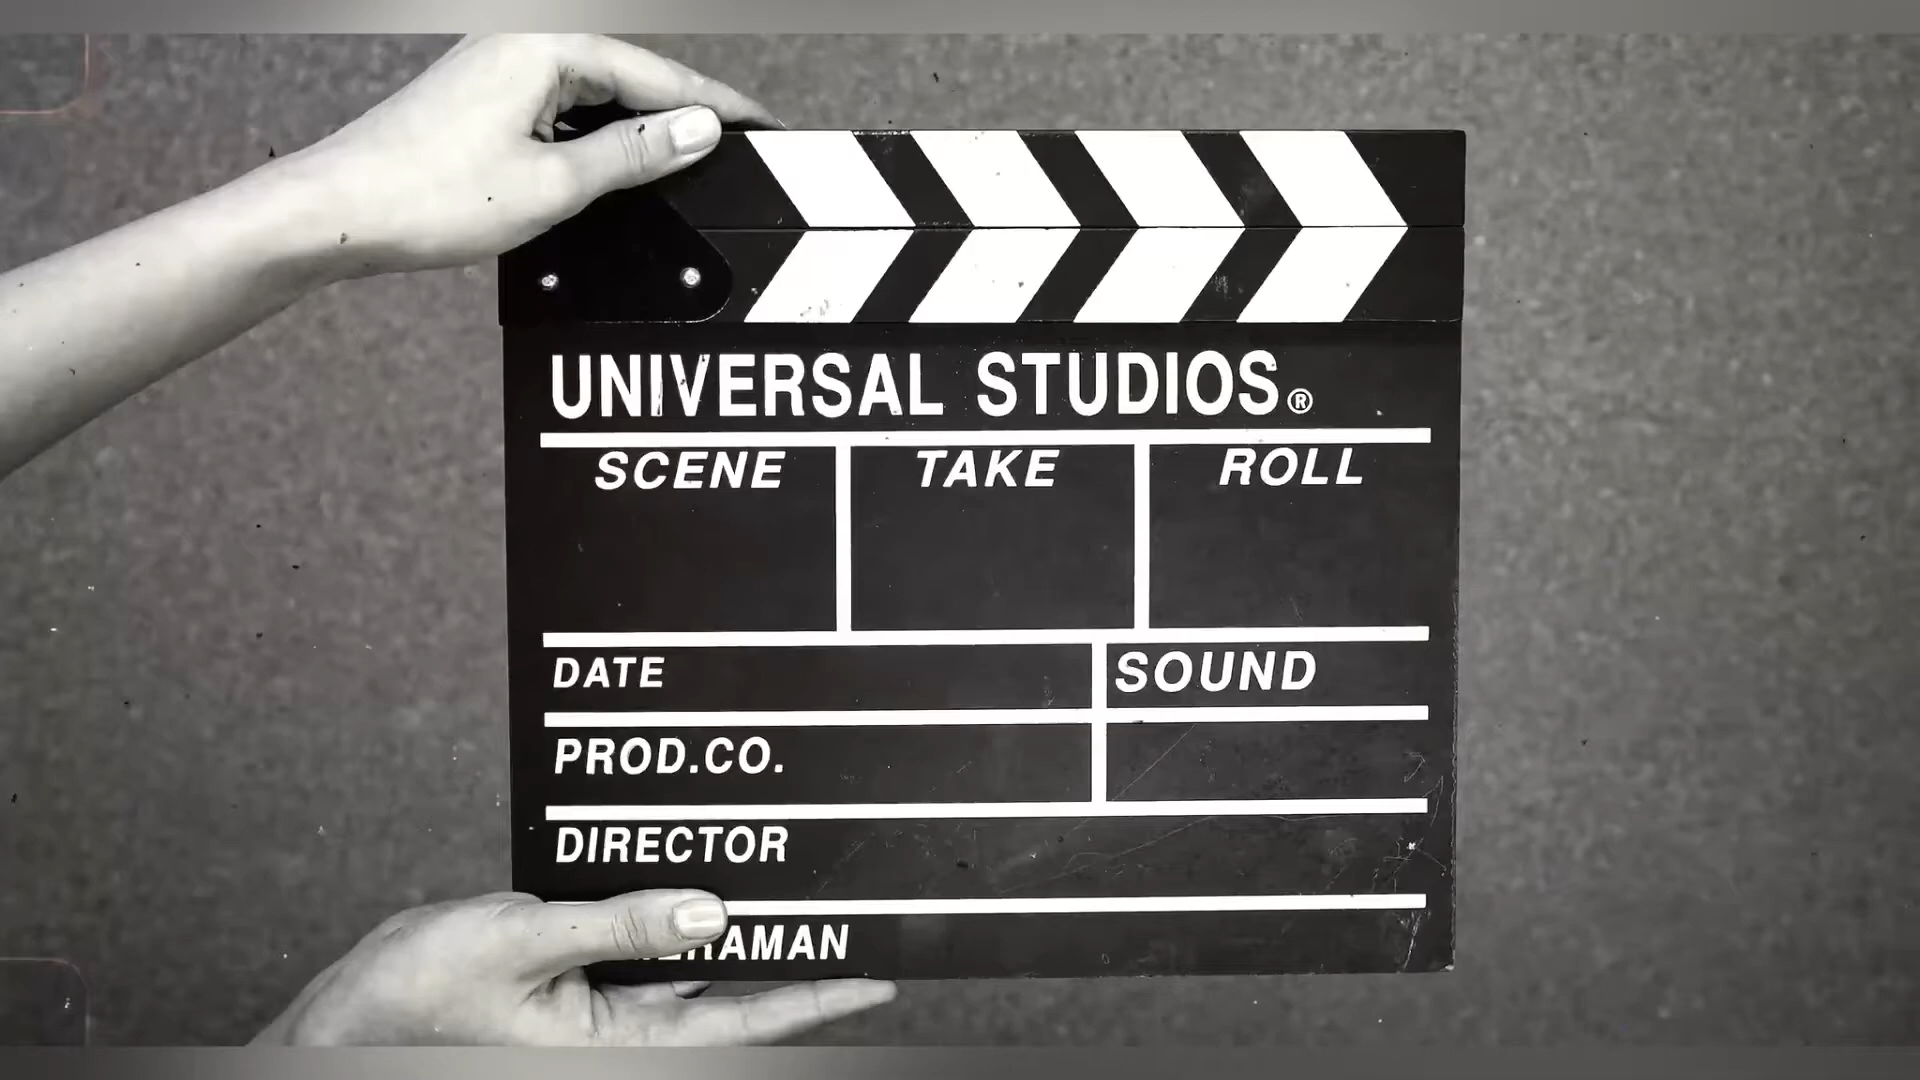 UNIVERSAL STUDIOS®
SCENE TAKE ROLL
DATE SOUND
PROD.CO.
DIRECTOR